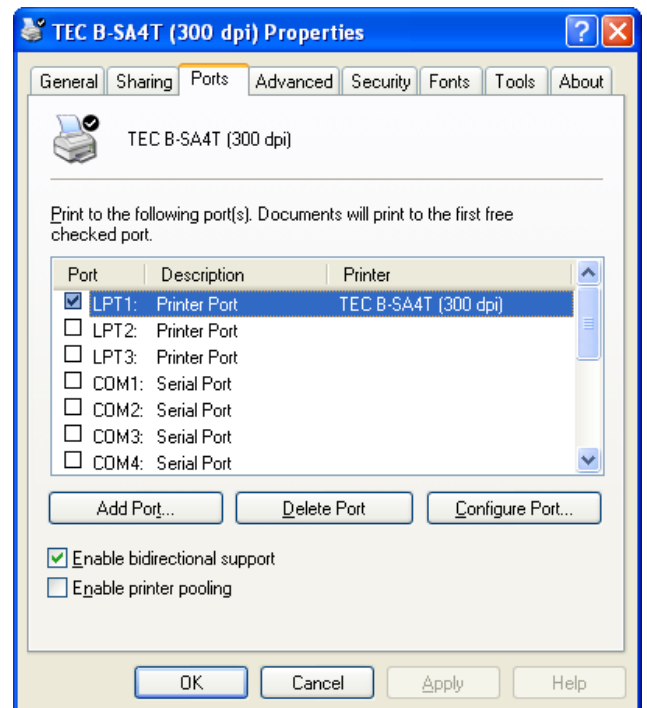 TEC B-SA4T (300 dpi) Properties
General Sharing Ports Advanced Security Fonts Tools About
TEC B-SA4T (300 dpi)
Print to the following port(s). Documents will print to the first free
checked port.
Port Description Printer
LPT1: Printer Port TEC B-SA4T (300 dpi)
LPT2: Printer Port
LPT3: Printer Port
COM1: Serial Port
COM2: Serial Port
COM3: Serial Port
COM4: Serial Port
Add Port... Delete Port Configure Port...
Enable bidirectional support
Enable printer pooling
OK Cancel Apply Help